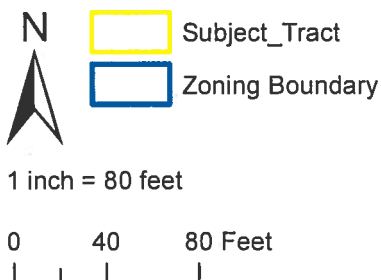 N
Subject_Tract
Zoning Boundary
1 inch = 80 feet
0 40 80 Feet